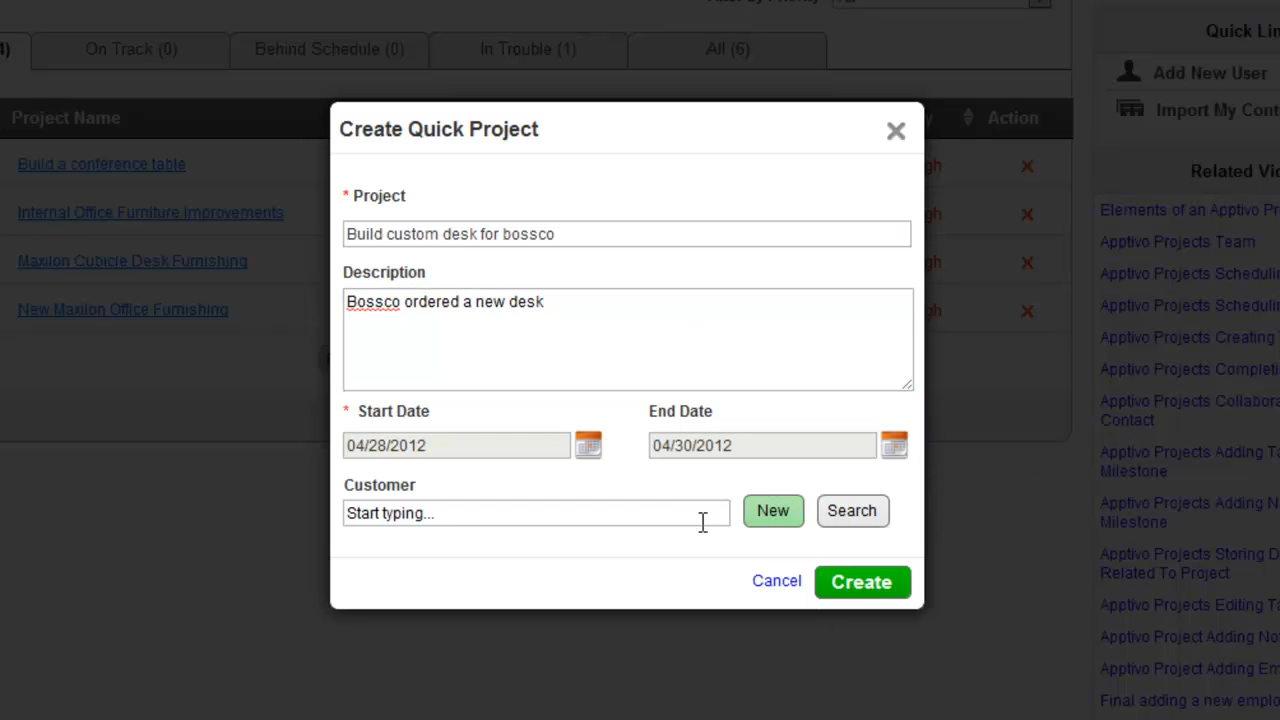 On Track (0)
Behind Schedule (0)
In Trouble (1)
All (6)
Project Name
Action
Build a conference table
Internal Office Furniture Improvements
Maxilon Cubicle Desk Furnishing
New Maxilon Office Furnishing
Create Quick Project
* Project
Build custom desk for bossco
Description
Bossco ordered a new desk
* Start Date
End Date
04/28/2012
04/30/2012
Customer
Start typing...
New
Search
Cancel
Create
Quick Lin
Add New User
Import My Cont
Related Vi
Elements of an Apptivo Pr
Apptivo Projects Team
Apptivo Projects Scheduli
Apptivo Projects Scheduli
Apptivo Projects Creating
Apptivo Projects Complet
Apptivo Projects Collabora
Contact
Apptivo Projects Adding T
Milestone
Apptivo Projects Adding N
Milestone
Apptivo Projects Storing D
Related To Project
Apptivo Projects Editing T
Apptivo Project Adding No
Apptivo Project Adding Em
Final adding a new emplo